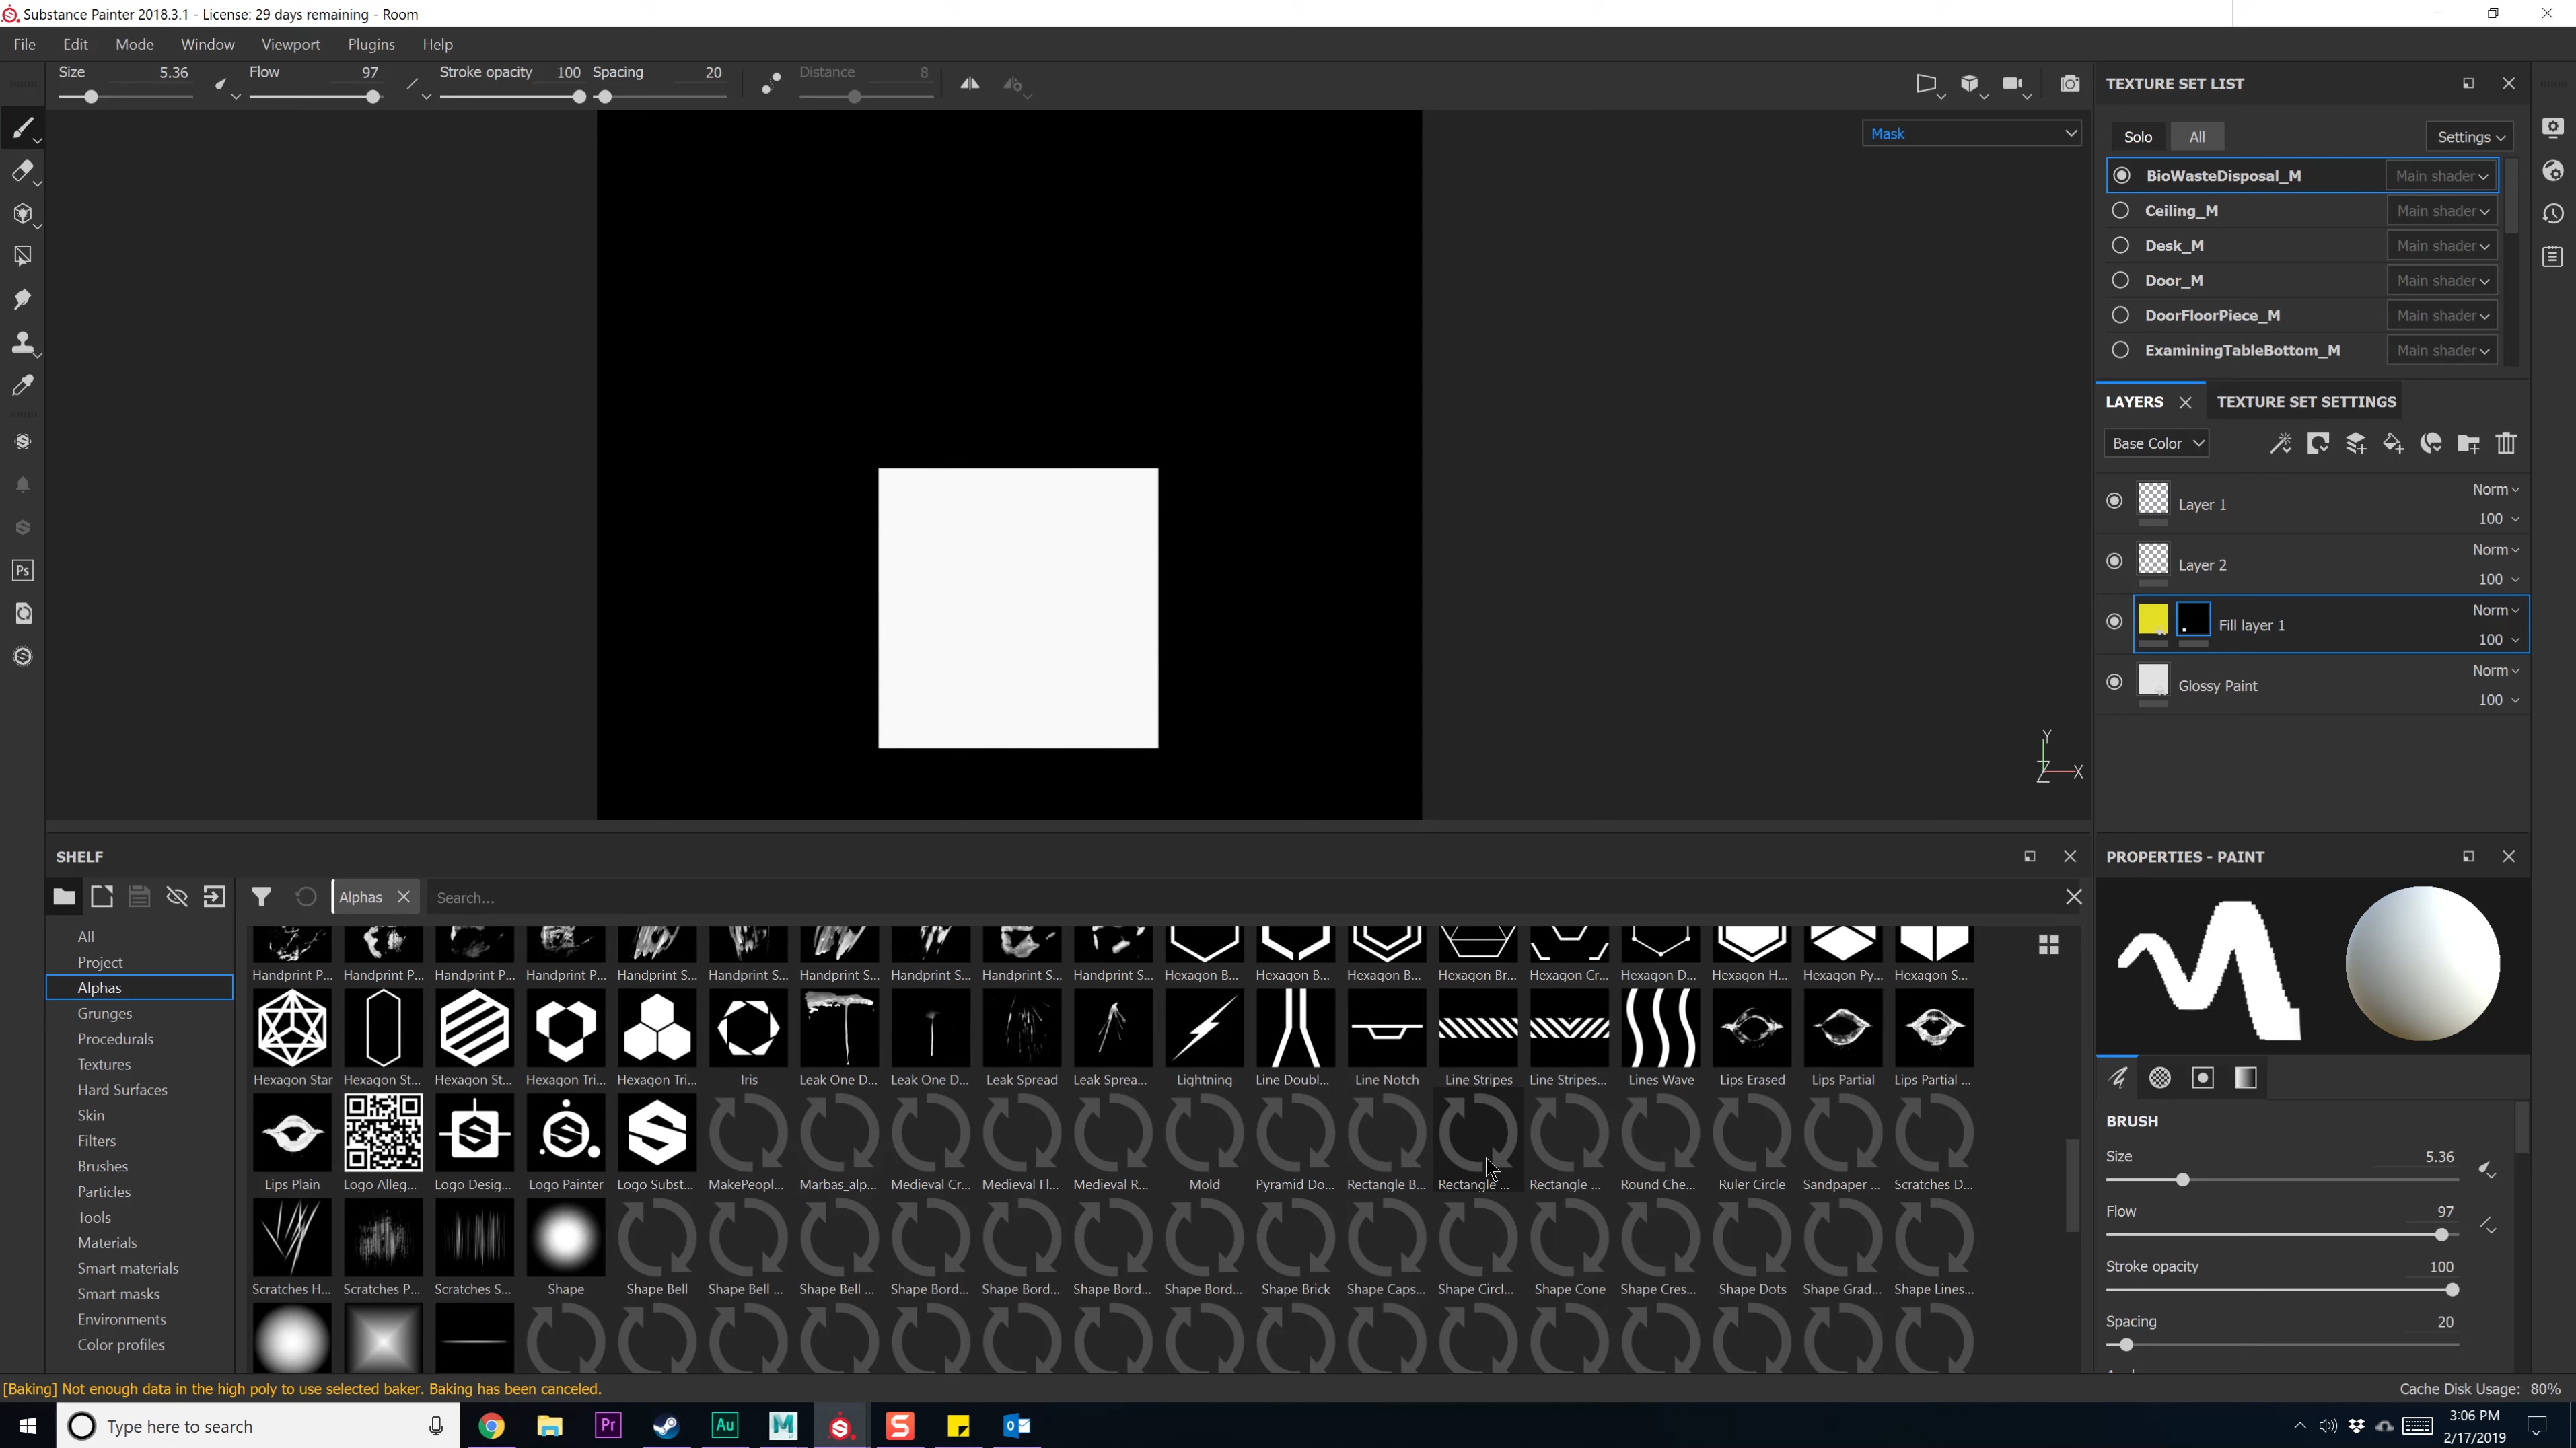 Substance Painter 2018.3.1 - License: 29 days remaining - Room
File Edit Mode Window Viewport Plugins Help
Size 5.36 Flow 97 Stroke opacity 100 Spacing 20 Distance 8
Mask
Y
Z X
TEXTURE SET LIST
Solo All Settings
BioWasteDisposal_M Main shader
Ceiling_M Main shader
Desk_M Main shader
Door_M Main shader
DoorFloorPiece_M Main shader
ExaminingTableBottom_M Main shader
LAYERS TEXTURE SET SETTINGS
Base Color
Layer 1 Norm
100
Layer 2 Norm
100
Fill layer 1 Norm
100
Glossy Paint Norm
100
Ps
SHELF
Alphas Search...
All
Project
Alphas
Grunges
Procedurals
Textures
Hard Surfaces
Skin
Filters
Brushes
Particles
Tools
Materials
Smart materials
Smart masks
Environments
Color profiles
Handprint P... Handprint P... Handprint P... Handprint P... Handprint S... Handprint S... Handprint S... Handprint S... Handprint S... Handprint S... Hexagon B... Hexagon B... Hexagon B... Hexagon Br... Hexagon Cr... Hexagon D... Hexagon H... Hexagon Py... Hexagon S...
Hexagon Star Hexagon St... Hexagon St... Hexagon Tri... Hexagon Tri... Iris Leak One D... Leak One D... Leak Spread Leak Sprea... Lightning Line Doubl... Line Notch Line Stripes Line Stripes... Lines Wave Lips Erased Lips Partial Lips Partial ...
Lips Plain Logo Alleg... Logo Desig... Logo Painter Logo Subst... MakePeopl... Marbas_alp... Medieval Cr... Medieval Fl... Medieval R... Mold Pyramid Do... Rectangle B... Rectangle ... Rectangle ... Round Che... Ruler Circle Sandpaper ... Scratches D...
Scratches H... Scratches P... Scratches S... Shape Shape Bell Shape Bell ... Shape Bell ... Shape Bord... Shape Bord... Shape Bord... Shape Bord... Shape Brick Shape Caps... Shape Circl... Shape Cone Shape Cres... Shape Dots Shape Grad... Shape Lines...
PROPERTIES - PAINT
BRUSH
Size 5.36
Flow 97
Stroke opacity 100
Spacing 20
[Baking] Not enough data in the high poly to use selected baker. Baking has been canceled.
Cache Disk Usage: 80%
Type here to search
Pr Au M S
3:06 PM
2/17/2019